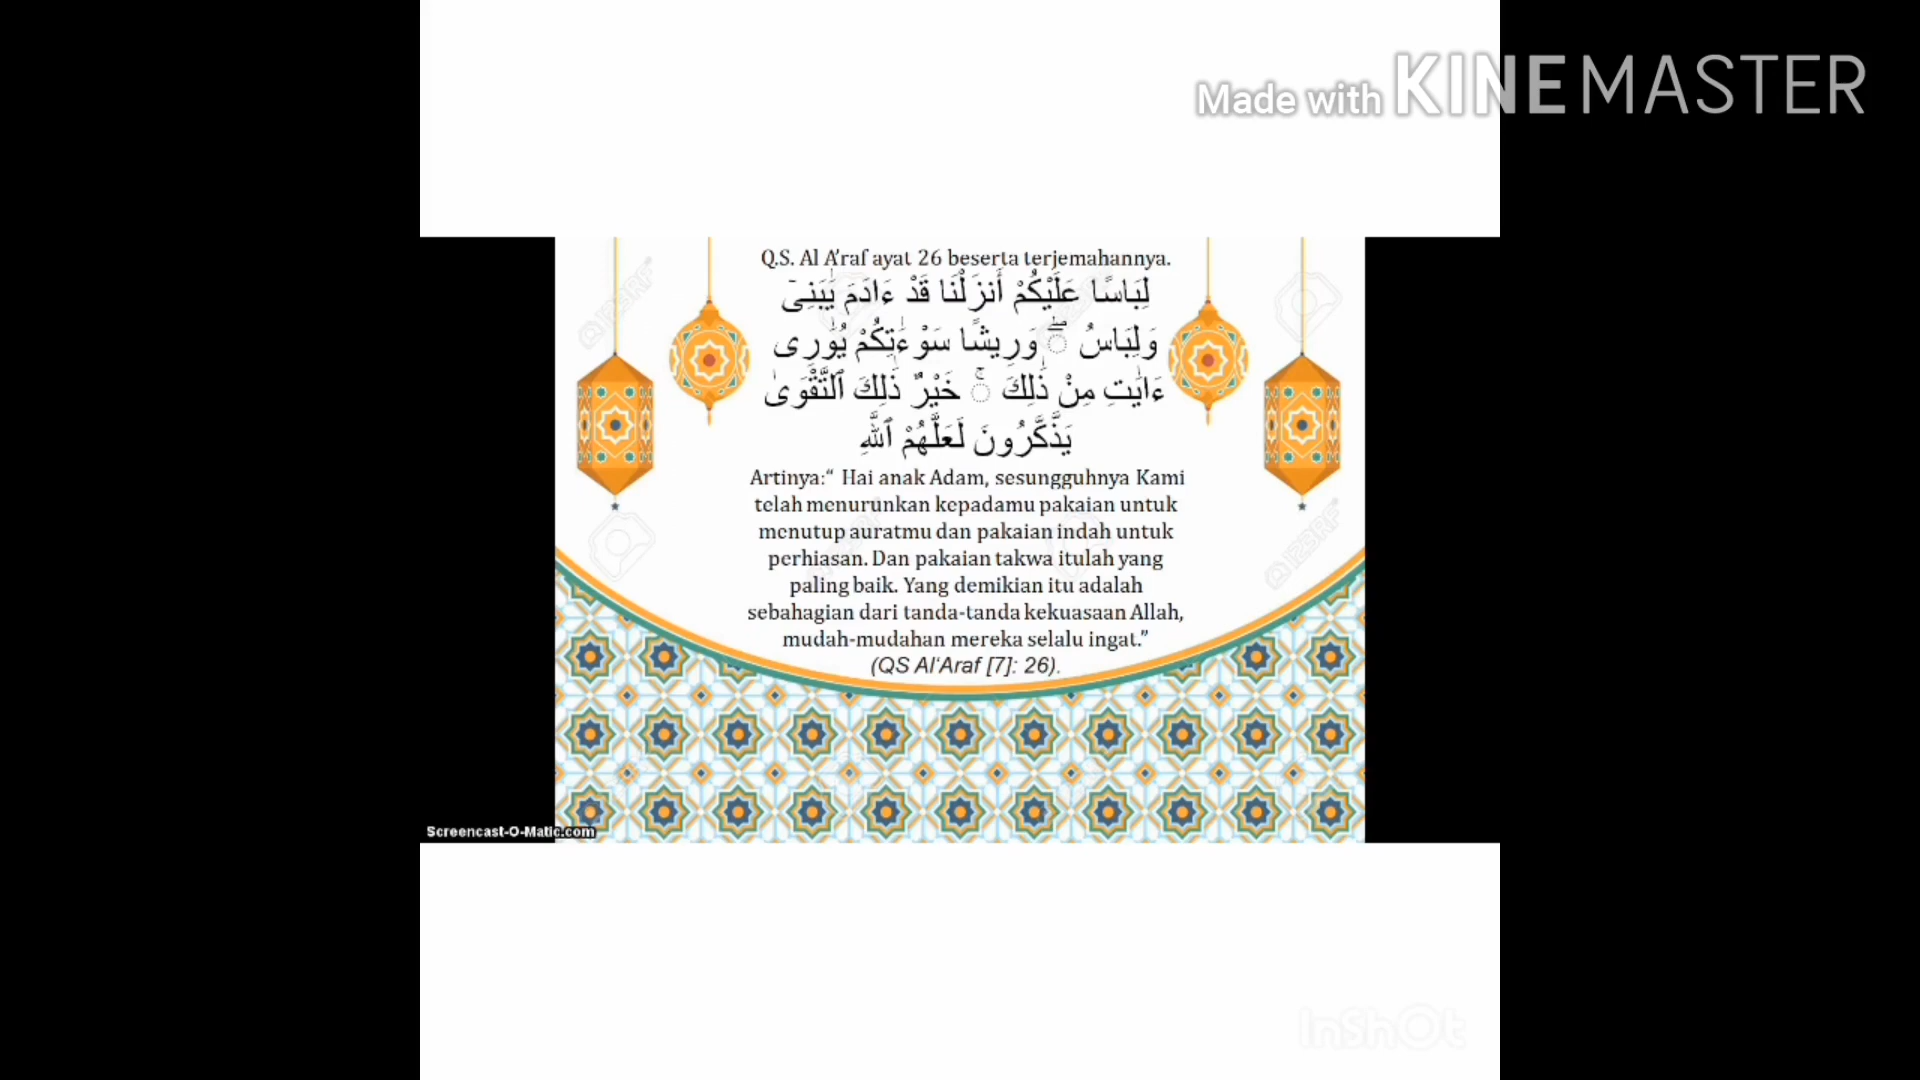 Made with KINEMASTER
Q.S. Al A’raf ayat 26 beserta terjemahannya.
لِبَاسًا عَلَيْكُمْ أَنزَلْنَا قَدْ ءَادَمَ يَٰبَنِىٓ
وَلِبَاسُ ۖ وَرِيشًا سَوْءَٰتِكُمْ يُوَٰرِى
ءَايَٰتِ مِنْ ذَٰلِكَ ۚ خَيْرٌ ذَٰلِكَ ٱلتَّقْوَىٰ
يَذَّكَّرُونَ لَعَلَّهُمْ ٱللَّهِ
Artinya:“ Hai anak Adam, sesungguhnya Kami
telah menurunkan kepadamu pakaian untuk
menutup auratmu dan pakaian indah untuk
perhiasan. Dan pakaian takwa itulah yang
paling baik. Yang demikian itu adalah
sebahagian dari tanda-tanda kekuasaan Allah,
mudah-mudahan mereka selalu ingat.”
(QS Al‘Araf [7]: 26).
Screencast-O-Matic.com
InShOt
123RF
123RF